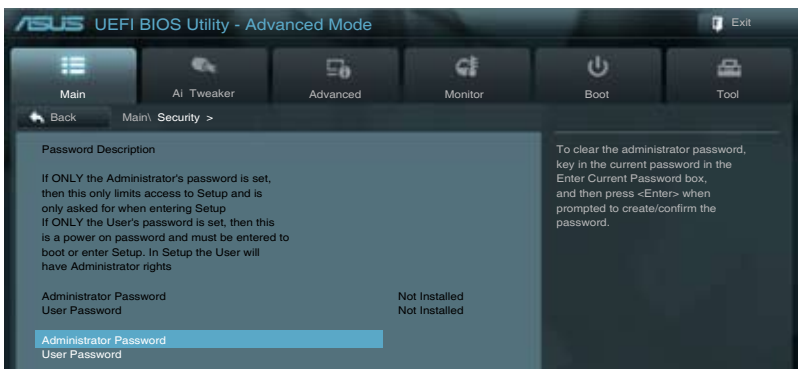 ASUS UEFI BIOS Utility - Advanced Mode
Exit
Main
Ai Tweaker
Advanced
Monitor
Boot
Tool
Back
Main\ Security >
Password Description
If ONLY the Administrator's password is set,
then this only limits access to Setup and is
only asked for when entering Setup
If ONLY the User's password is set, then this
is a power on password and must be entered to
boot or enter Setup. In Setup the User will
have Administrator rights
Administrator Password Not Installed
User Password Not Installed
Administrator Password
User Password
To clear the administrator password,
key in the current password in the
Enter Current Password box,
and then press <Enter> when
prompted to create/confirm the
password.